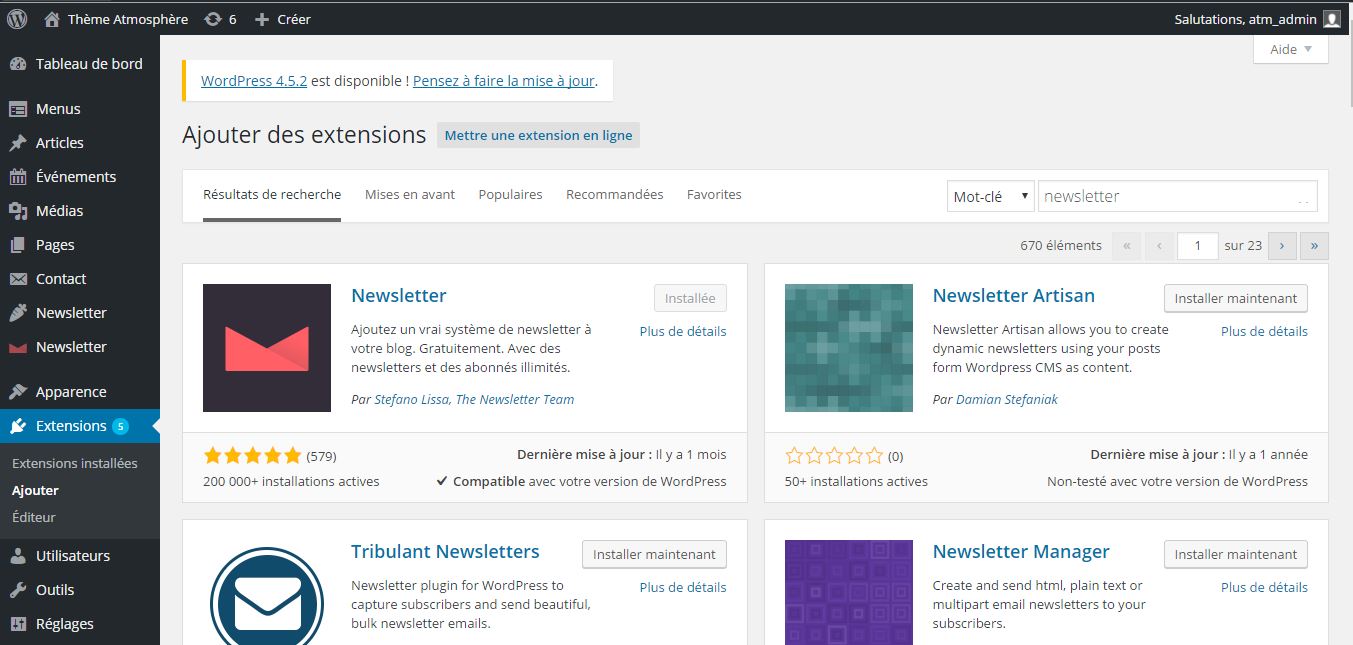 Thème Atmosphère 6 Créer Salutations, atm_admin
Aide
Tableau de bord
Menus
Articles
Événements
Médias
Pages
Contact
Newsletter
Newsletter
Apparence
Extensions 5
Extensions installées
Ajouter
Éditeur
Utilisateurs
Outils
Réglages
WordPress 4.5.2 est disponible ! Pensez à faire la mise à jour.
Ajouter des extensions Mettre une extension en ligne
Résultats de recherche Mises en avant Populaires Recommandées Favorites Mot-clé newsletter
670 éléments « ‹ 1 sur 23 › »
Newsletter Installée
Plus de détails
Ajoutez un vrai système de newsletter à
votre blog. Gratuitement. Avec des
newsletters et des abonnés illimités.
Par Stefano Lissa, The Newsletter Team
(579) Dernière mise à jour : Il y a 1 mois
200 000+ installations actives Compatible avec votre version de WordPress
Newsletter Artisan Installer maintenant
Plus de détails
Newsletter Artisan allows you to create
dynamic newsletters using your posts
form Wordpress CMS as content.
Par Damian Stefaniak
(0) Dernière mise à jour : Il y a 1 année
50+ installations actives Non-testé avec votre version de WordPress
Tribulant Newsletters Installer maintenant
Plus de détails
Newsletter plugin for WordPress to
capture subscribers and send beautiful,
bulk newsletter emails.
Newsletter Manager Installer maintenant
Plus de détails
Create and send html, plain text or
multipart email newsletters to your
subscribers.